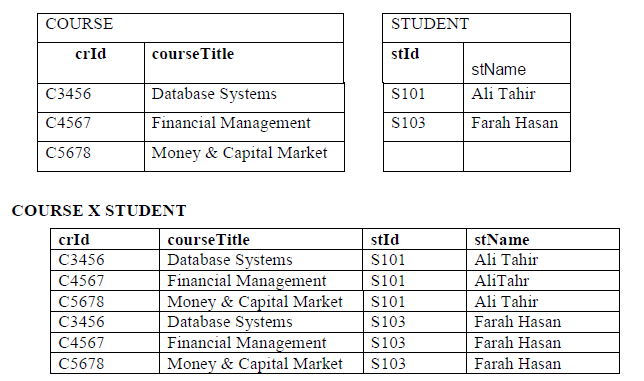 COURSE
crId courseTitle
C3456 Database Systems
C4567 Financial Management
C5678 Money & Capital Market
STUDENT
stId stName
S101 Ali Tahir
S103 Farah Hasan
COURSE X STUDENT
crId courseTitle stId stName
C3456 Database Systems S101 Ali Tahir
C4567 Financial Management S101 AliTahr
C5678 Money & Capital Market S101 Ali Tahir
C3456 Database Systems S103 Farah Hasan
C4567 Financial Management S103 Farah Hasan
C5678 Money & Capital Market S103 Farah Hasan